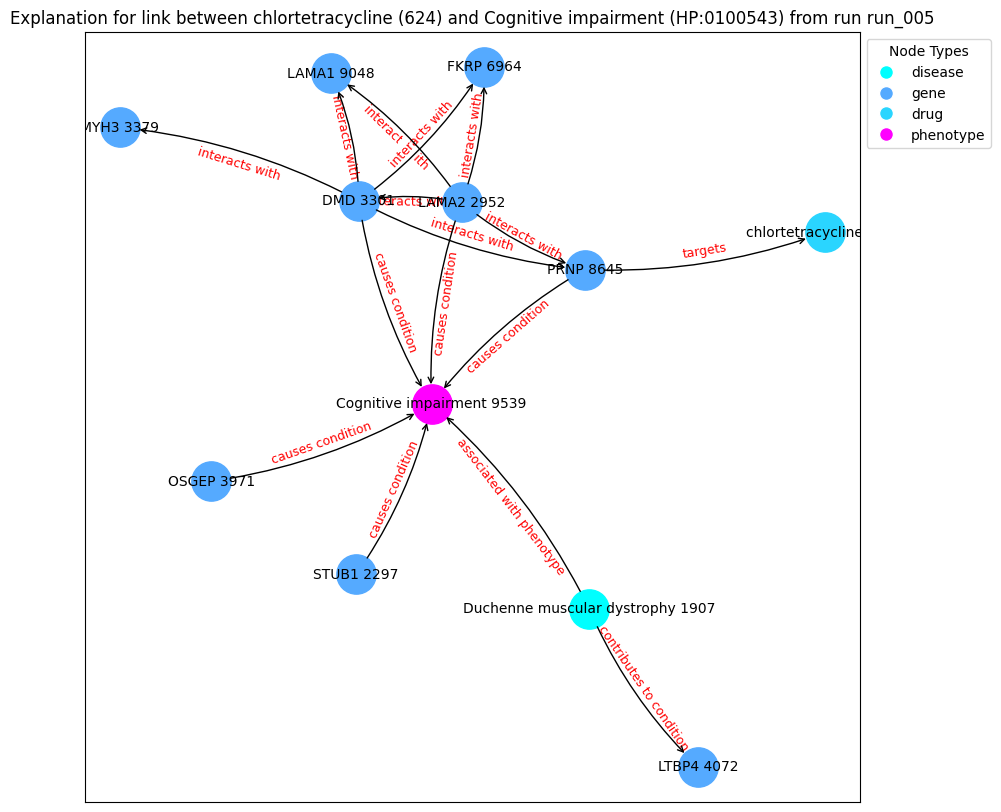 Explanation for link between chlortetracycline (624) and Cognitive impairment (HP:0100543) from run run_005
Node Types
disease
gene
drug
phenotype
LAMA1 9048
FKRP 6964
MYH3 3379
interacts with
interacts with
interact ith
interacts with
interacts with
DMD 3361
LAMA2 2952
interacts with
interacts with
chlortetracycline
targets
PRNP 8645
causes condition
causes condition
causes condition
Cognitive impairment 9539
causes condition
OSGEP 3971
causes condition
STUB1 2297
associated with phenotype
Duchenne muscular dystrophy 1907
contributes to condition
LTBP4 4072